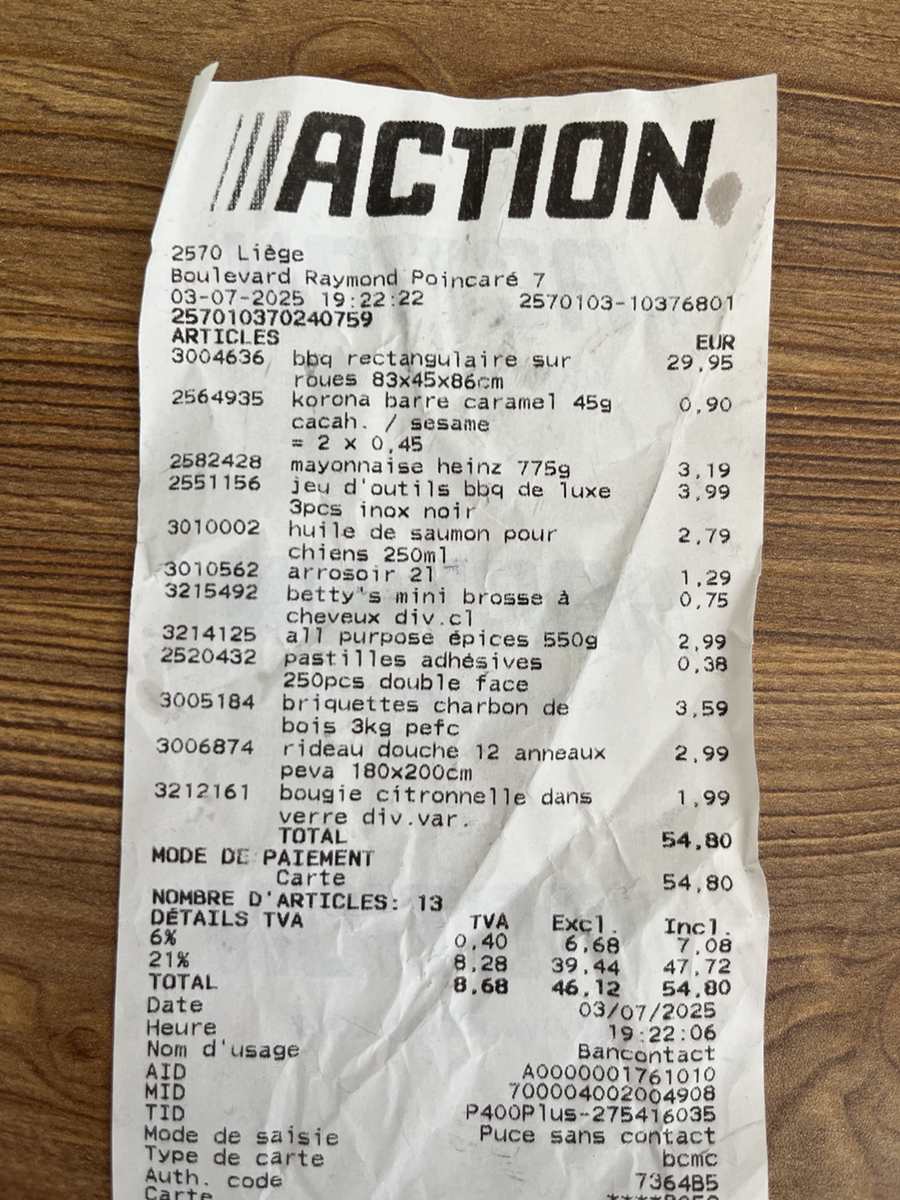 ACTION
2570 Liège
Boulevard Raymond Poincaré 7
03-07-2025 19:22:22 2570103-10376801
257010370240759
ARTICLES EUR
3004636 bbq rectangulaire sur 29,95
roues 83x45x86cm
2564935 korona barre caramel 45g 0,90
cacah. / sesame
= 2 x 0,45
2582428 mayonnaise heinz 775g 3,19
2551156 jeu d'outils bbq de luxe 3,99
3pcs inox noir
3010002 huile de saumon pour 2,79
chiens 250ml
3010562 arrosoir 2l 1,29
3215492 betty's mini brosse à 0,75
cheveux div.cl
3214125 all purpose épices 550g 2,99
2520432 pastilles adhésives 0,38
250pcs double face
3005184 briquettes charbon de 3,59
bois 3kg pefc
3006874 rideau douche 12 anneaux 2,99
peva 180x200cm
3212161 bougie citronnelle dans 1,99
verre div.var.
TOTAL 54,80
MODE DE PAIEMENT
Carte 54,80
NOMBRE D'ARTICLES: 13
DÉTAILS TVA TVA Excl. Incl.
6% 0,40 6,68 7,08
21% 8,28 39,44 47,72
TOTAL 8,68 46,12 54,80
Date 03/07/2025
Heure 19:22:06
Nom d'usage Bancontact
AID A0000001761010
MID 700004002004908
TID P400Plus-275416035
Mode de saisie Puce sans contact
Type de carte bcmc
Auth. code 7364B5
Carte